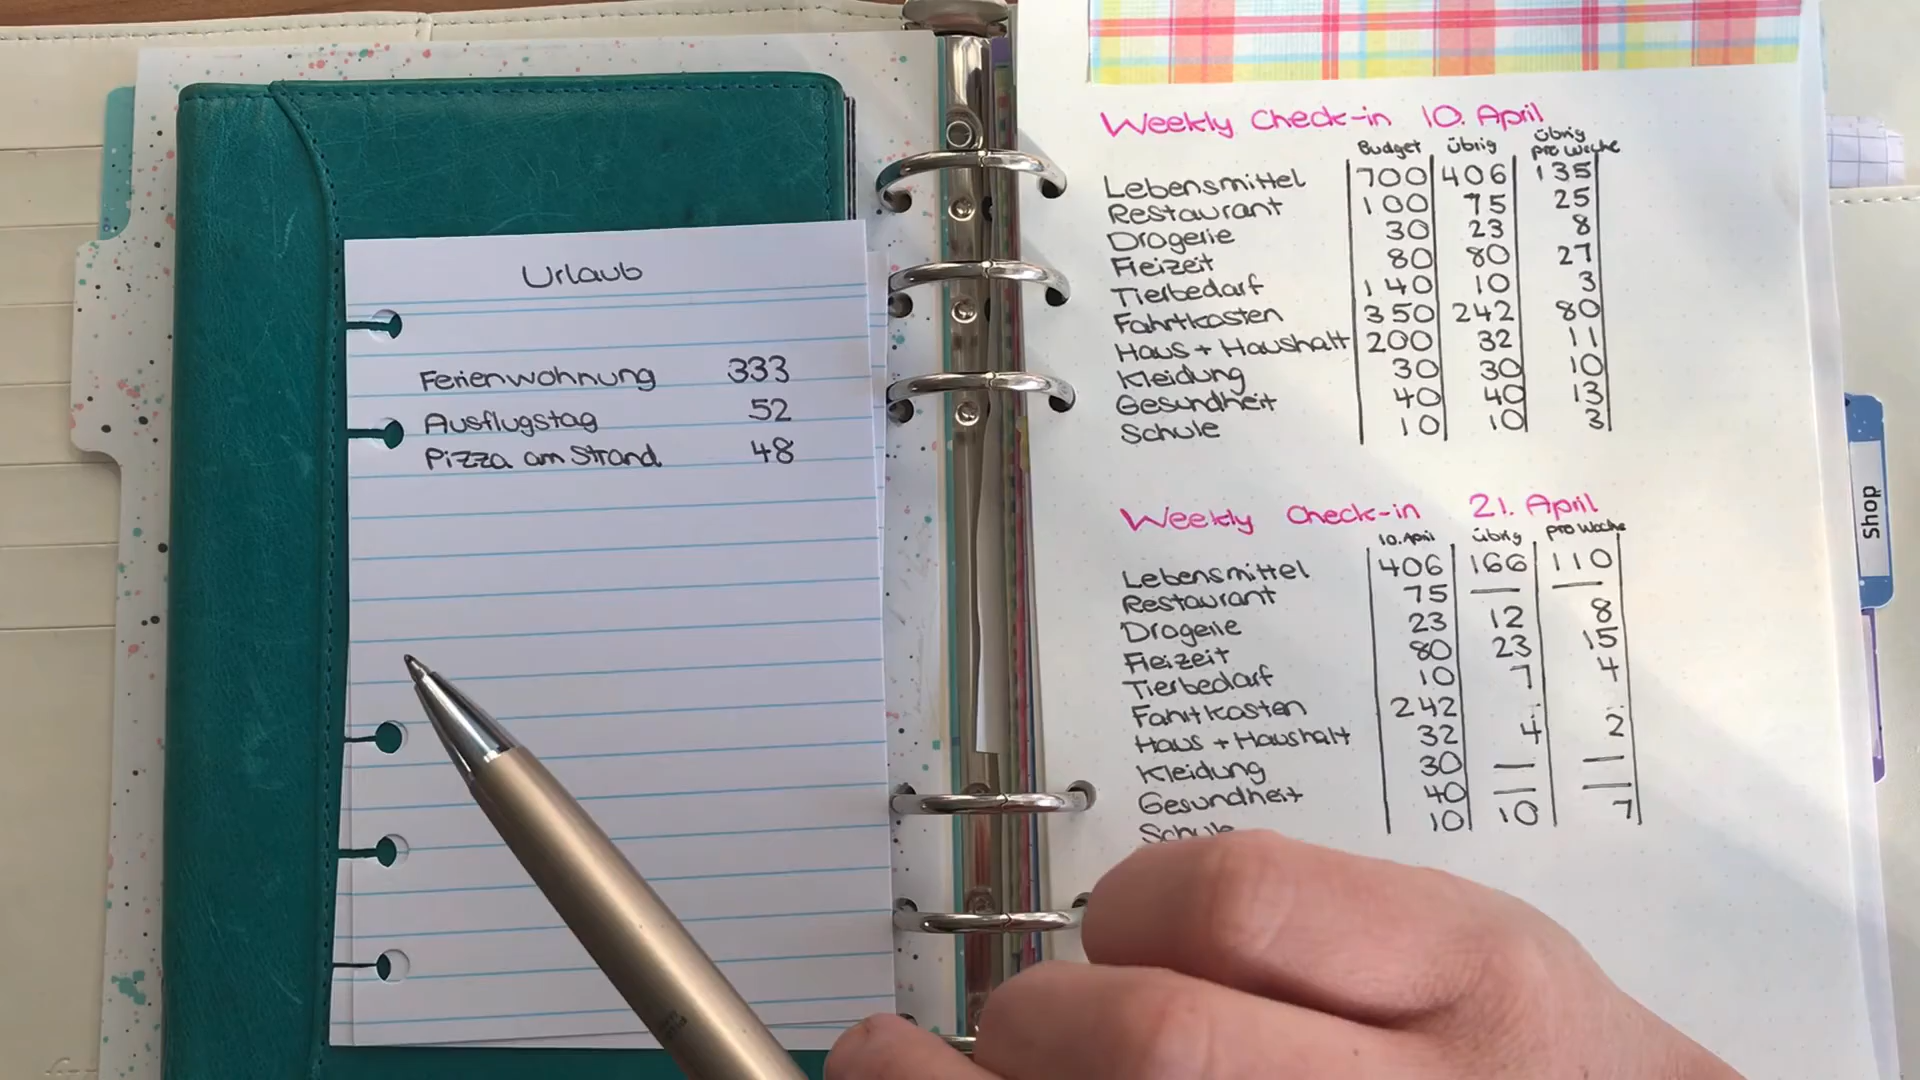 Urlaub
Ferienwohnung 333
Ausflugstag 52
Pizza am Strand 48
Weekly Check-in 10. April
Budget übrig übrig pro Woche
Lebensmittel 700 406 135
Restaurant 100 75 25
Drogerie 30 23 8
Freizeit 80 80 27
Tierbedarf 140 10 3
Fahrtkosten 350 242 80
Haus + Haushalt 200 32 11
Kleidung 30 30 10
Gesundheit 40 40 13
Schule 10 10 3
Weekly Check-in 21. April
10. April übrig pro Woche
Lebensmittel 406 166 110
Restaurant 75 —
Drogerie 23 12 8
Freizeit 80 23 15
Tierbedarf 10 7 4
Fahrtkosten 242
Haus + Haushalt 32 4 2
Kleidung 30 — —
Gesundheit 40 — —
Schule 10 10 7
Shop